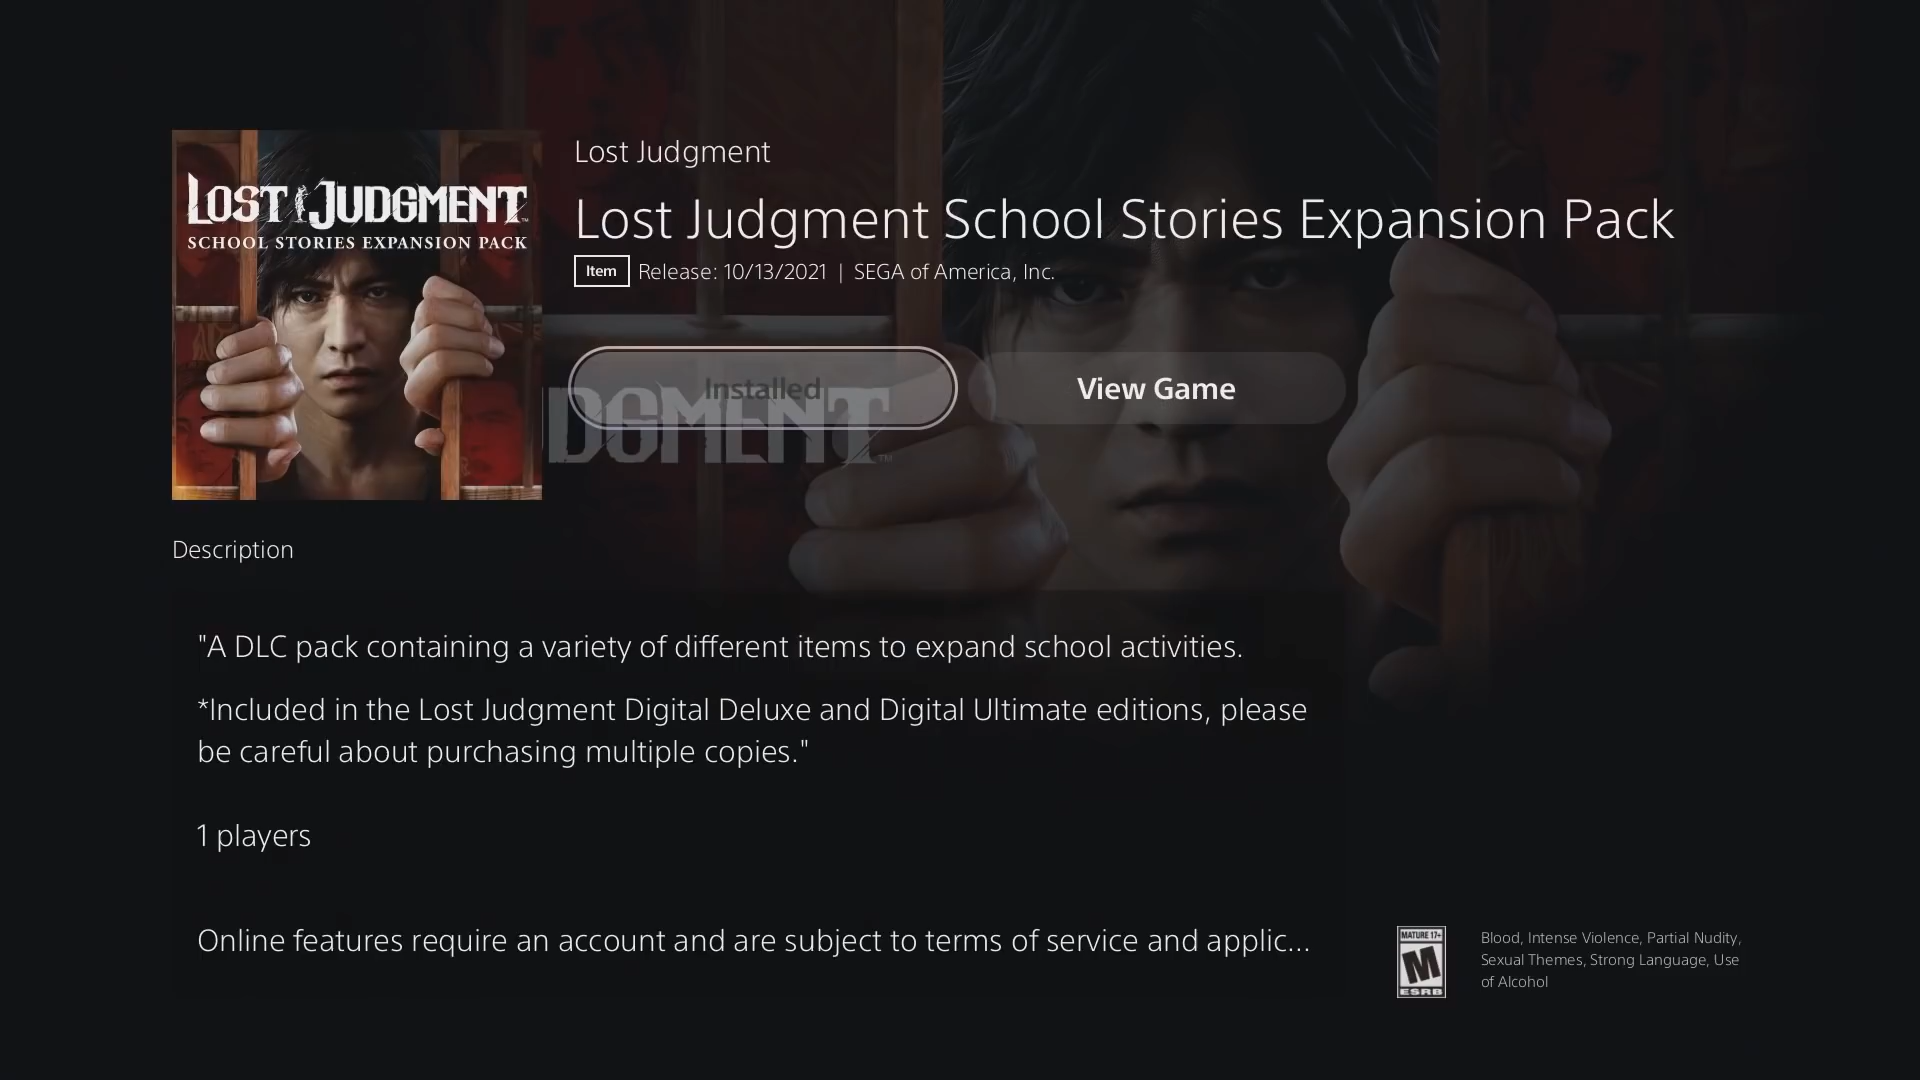 LOST JUDGMENT™
SCHOOL STORIES EXPANSION PACK
Lost Judgment
Lost Judgment School Stories Expansion Pack
Item Release: 10/13/2021 | SEGA of America, Inc.
Installed
View Game
DGMENT™
Description
"A DLC pack containing a variety of different items to expand school activities.
*Included in the Lost Judgment Digital Deluxe and Digital Ultimate editions, please
be careful about purchasing multiple copies."
1 players
Online features require an account and are subject to terms of service and applic...
MATURE 17+
M
ESRB
Blood, Intense Violence, Partial Nudity,
Sexual Themes, Strong Language, Use
of Alcohol